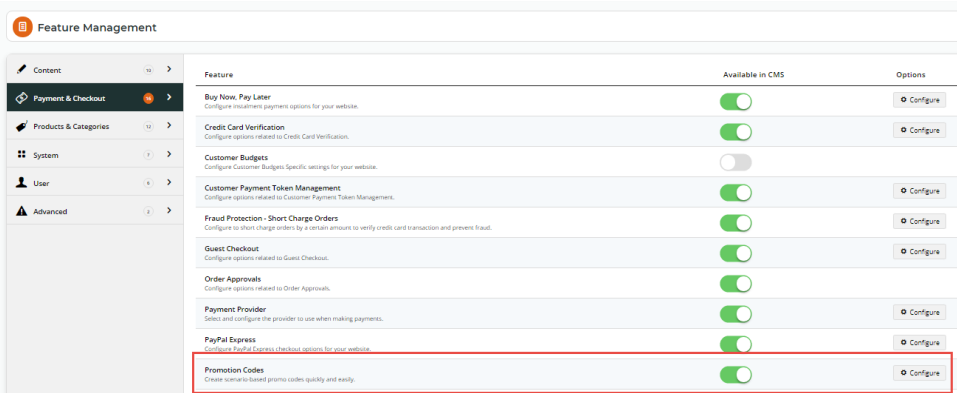 Feature Management
Content 10
Payment & Checkout 14
Products & Categories 12
System 7
User
Advanced 2
Feature Available in CMS Options
Buy Now, Pay Later
Configure instalment payment options for your website.
Configure
Credit Card Verification
Configure options related to Credit Card Verification.
Configure
Customer Budgets
Configure Customer Budgets Specific settings for your website.
Customer Payment Token Management
Configure options related to Customer Payment Token Management.
Configure
Fraud Protection - Short Charge Orders
Configure to short charge orders by a certain amount to verify credit card transaction and prevent fraud.
Configure
Guest Checkout
Configure options related to Guest Checkout.
Configure
Order Approvals
Configure options related to Order Approvals.
Payment Provider
Select and configure the provider to use when making payments.
Configure
PayPal Express
Configure PayPal Express checkout options for your website.
Configure
Promotion Codes
Create scenario-based promo codes quickly and easily.
Configure